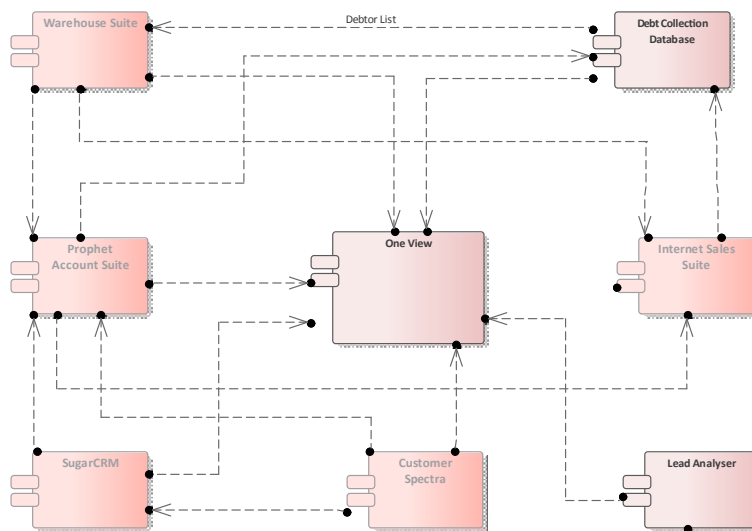 Warehouse Suite
Debtor List
Debt Collection
Database
Prophet
Account Suite
One View
Internet Sales
Suite
SugarCRM
Customer
Spectra
Lead Analyser